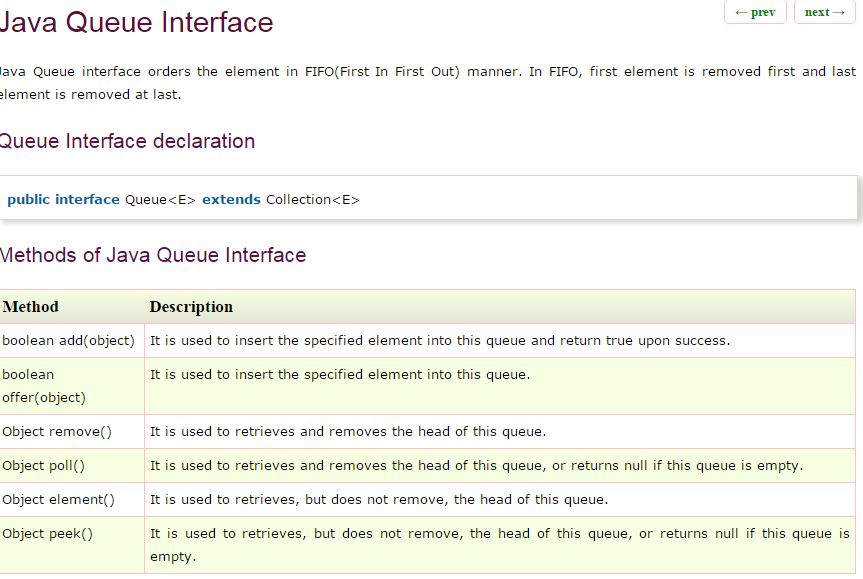 Java Queue Interface
← prev
next →
Java Queue interface orders the element in FIFO(First In First Out) manner. In FIFO, first element is removed first and last
element is removed at last.
Queue Interface declaration
public interface Queue<E> extends Collection<E>
Methods of Java Queue Interface
Method Description
boolean add(object) It is used to insert the specified element into this queue and return true upon success.
boolean It is used to insert the specified element into this queue.
offer(object)
Object remove() It is used to retrieves and removes the head of this queue.
Object poll() It is used to retrieves and removes the head of this queue, or returns null if this queue is empty.
Object element() It is used to retrieves, but does not remove, the head of this queue.
Object peek() It is used to retrieves, but does not remove, the head of this queue, or returns null if this queue is
empty.